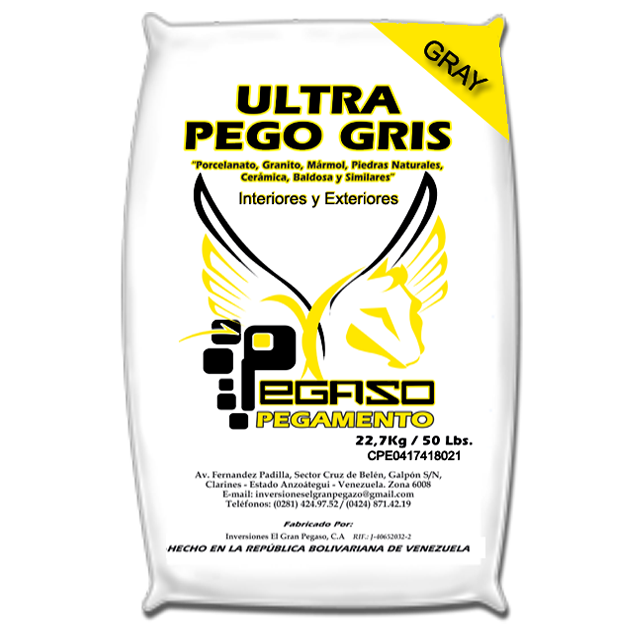 GRAY
ULTRA
PEGO GRIS
"Porcelanato, Granito, Mármol, Piedras Naturales,
Cerámica, Baldosa y Similares"
Interiores y Exteriores
PEGASO
PEGAMENTO
22,7Kg / 50 Lbs.
CPE0417418021
Av. Fernandez Padilla, Sector Cruz de Belén, Galpón S/N,
Clarines - Estado Anzoátegui - Venezuela. Zona 6008
E-mail: inversioneselgranpegazo@gmail.com
Teléfonos: (0281) 424.97.52 / (0424) 871.42.19
Fabricado Por:
Inversiones El Gran Pegaso, C.A RIF.: J-40652032-2
HECHO EN LA REPÚBLICA BOLIVARIANA DE VENEZUELA